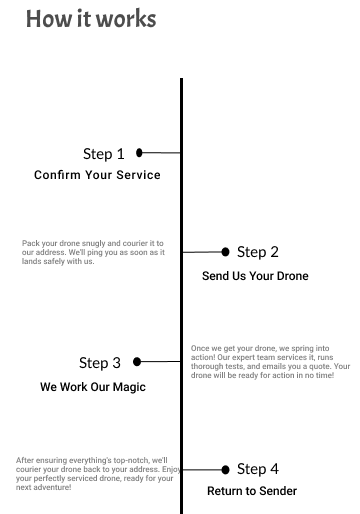 How it works
Step 1
Confirm Your Service
Pack your drone snugly and courier it to
our address. We'll ping you as soon as it
lands safely with us.
Step 2
Send Us Your Drone
Step 3
We Work Our Magic
Once we get your drone, we spring into
action! Our expert team services it, runs
thorough tests, and emails you a quote. Your
drone will be ready for action in no time!
After ensuring everything's top-notch, we'll
courier your drone back to your address. Enjoy
your perfectly serviced drone, ready for your
next adventure!
Step 4
Return to Sender